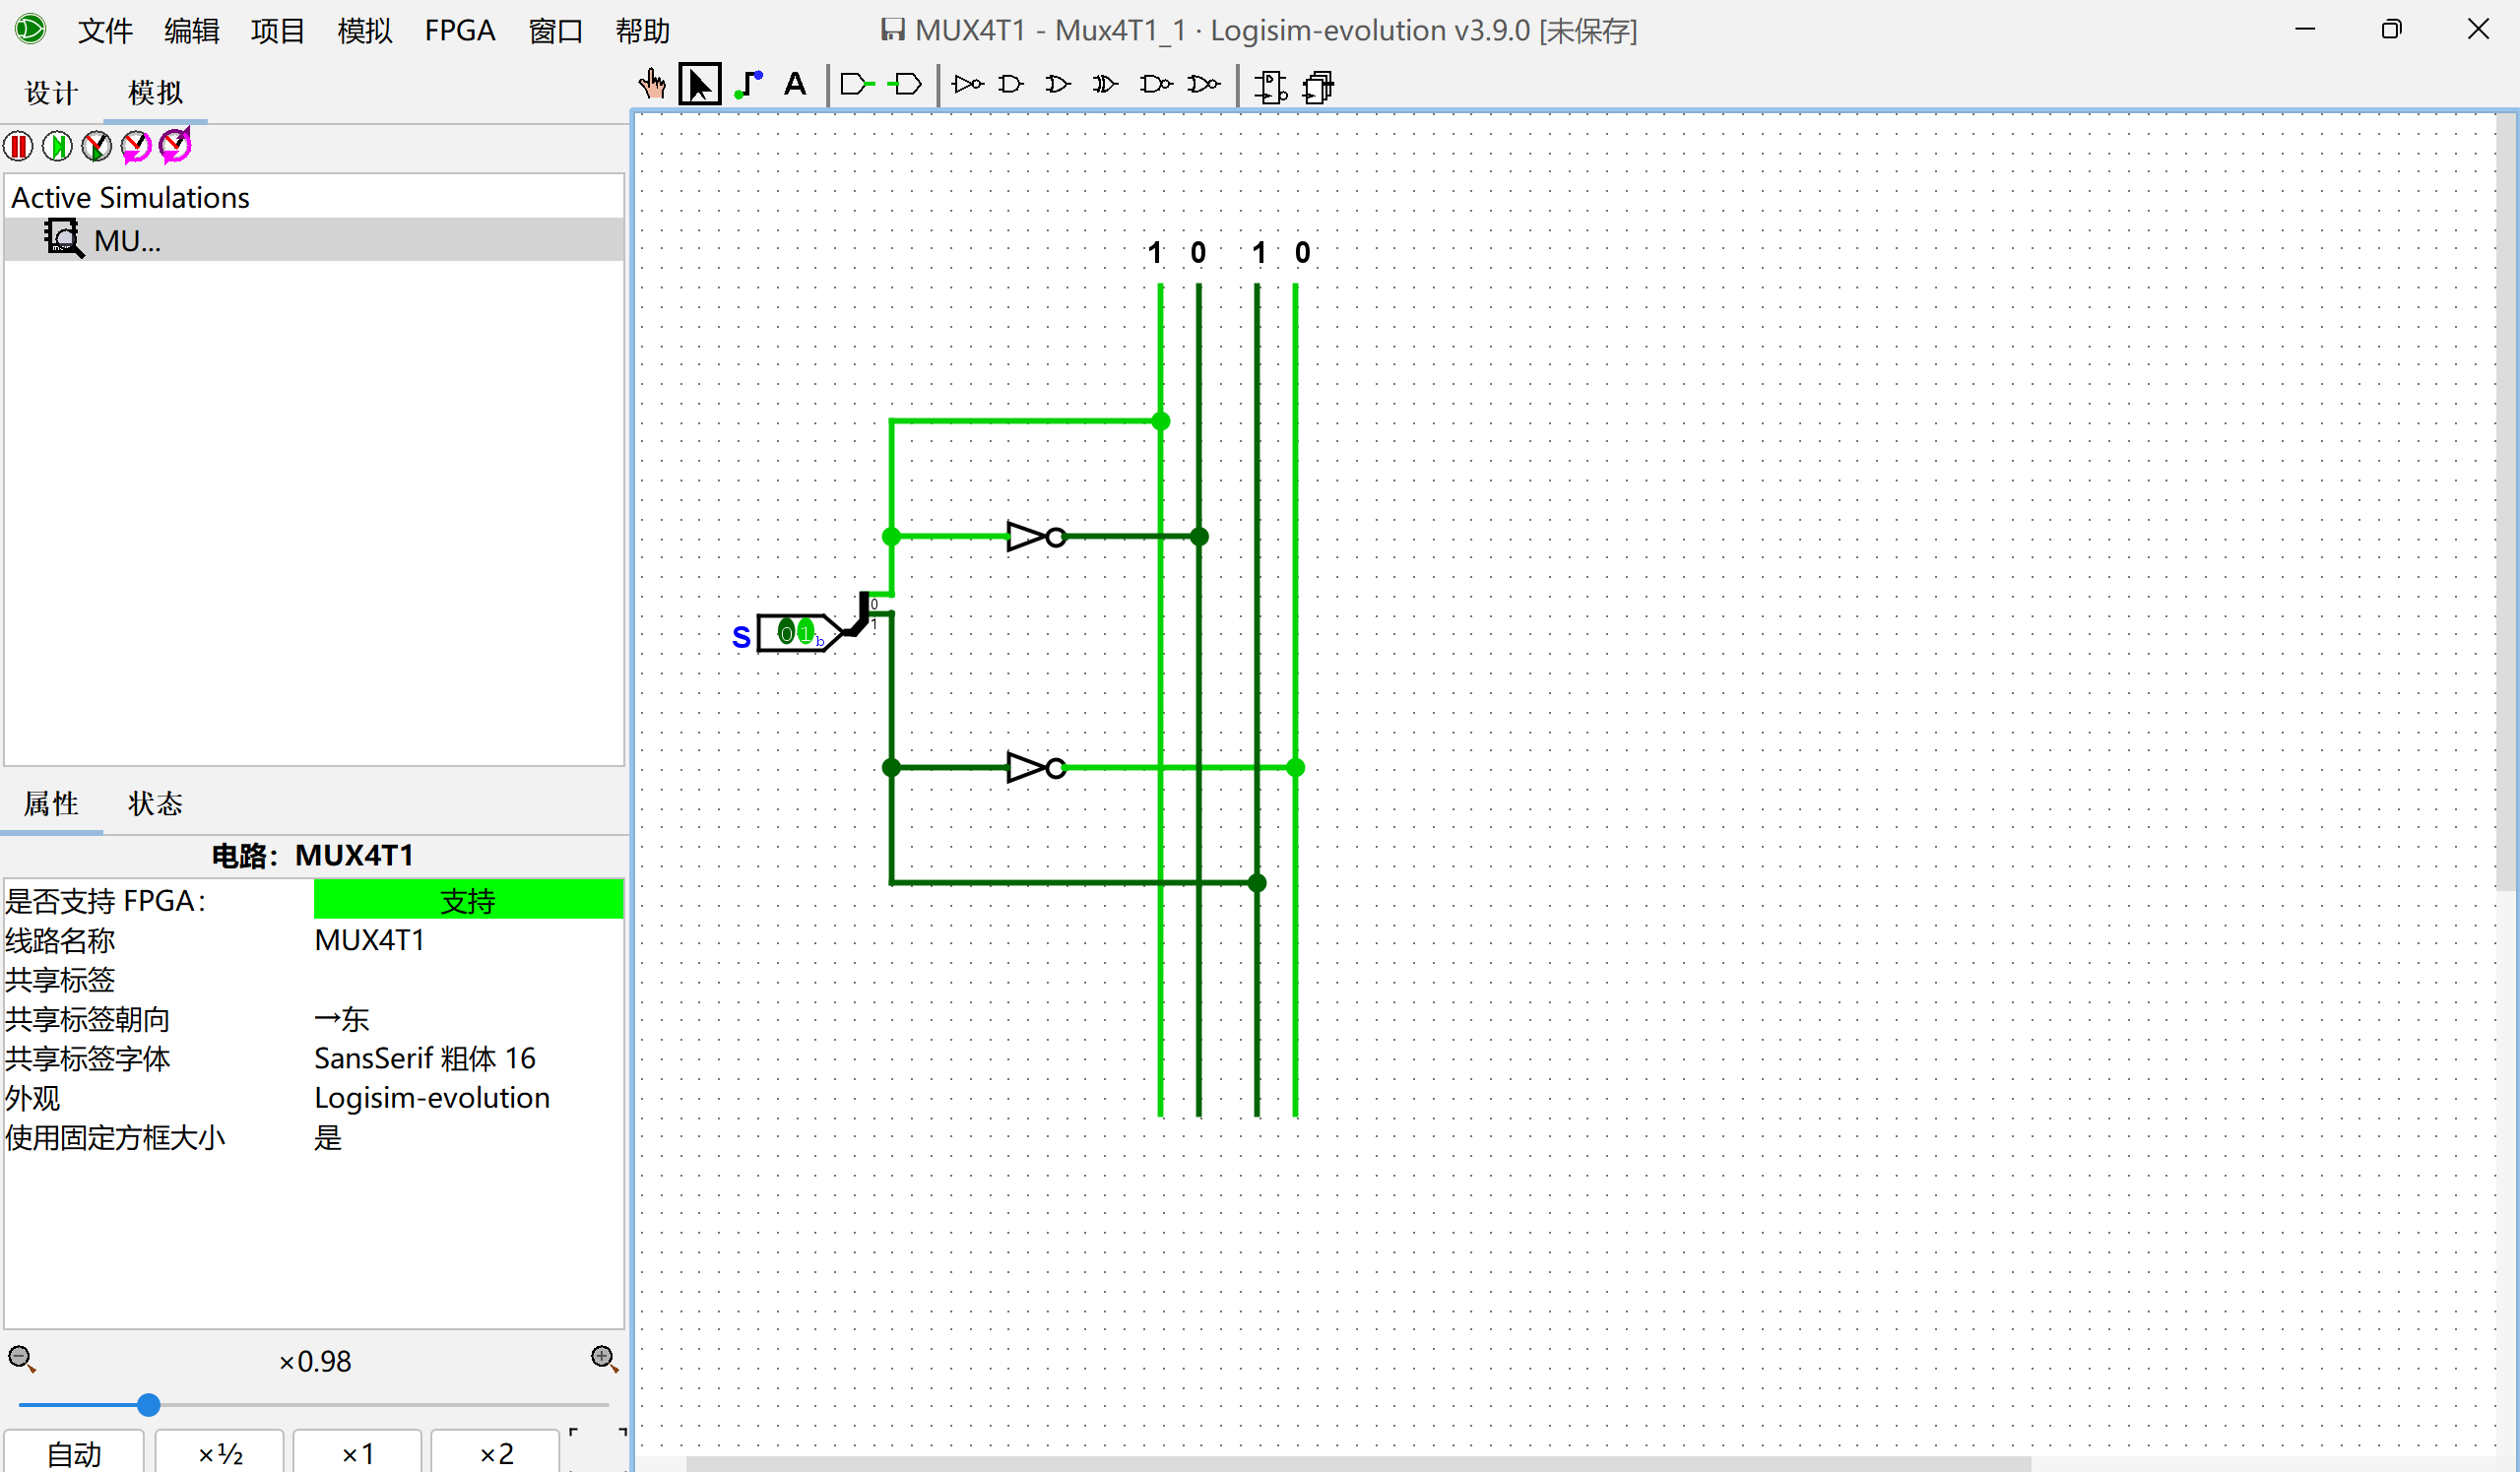 文件 编辑 项目 模拟 FPGA 窗口 帮助 MUX4T1 - Mux4T1_1 · Logisim-evolution v3.9.0 [未保存]
设计 模拟 A
Active Simulations
MU...
1 0 1 0
0
1
S 01b
属性 状态
电路：MUX4T1
是否支持 FPGA： 支持
线路名称 MUX4T1
共享标签
共享标签朝向 →东
共享标签字体 SansSerif 粗体 16
外观 Logisim-evolution
使用固定方框大小 是
×0.98
自动 ×½ ×1 ×2